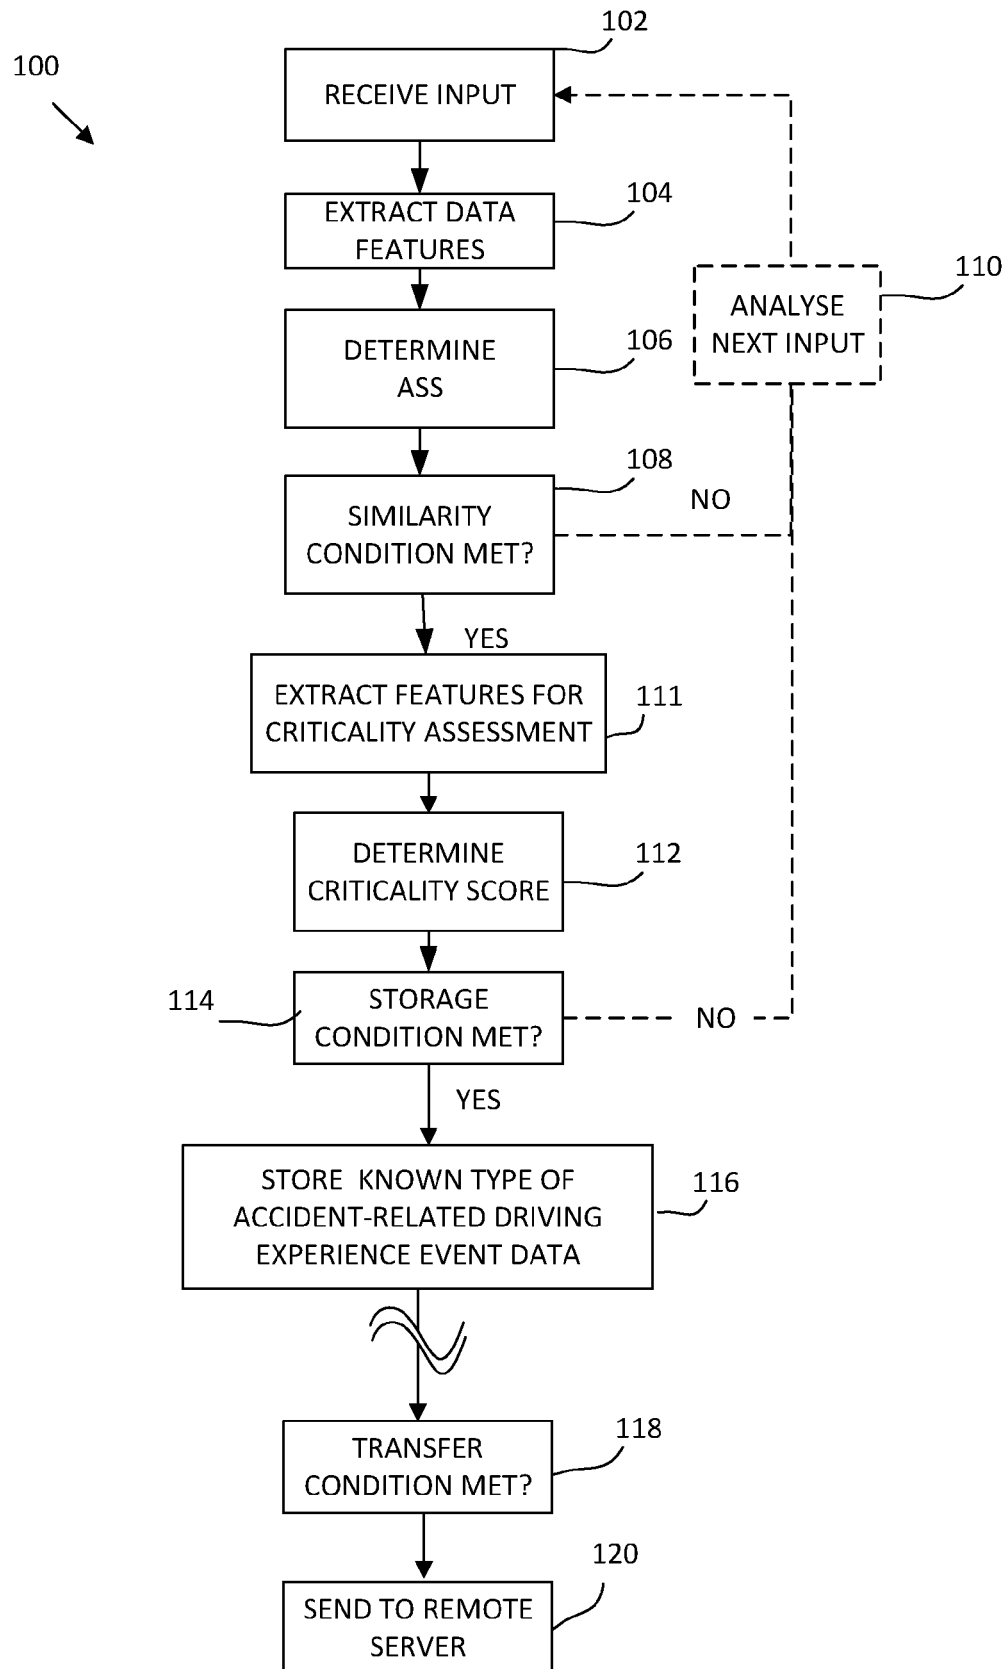 102
100
RECEIVE INPUT
104
EXTRACT DATA
FEATURES
110
ANALYSE
NEXT INPUT
106
DETERMINE
ASS
108
NO
SIMILARITY
CONDITION MET?
YES
EXTRACT FEATURES FOR
CRITICALITY ASSESSMENT
111
DETERMINE
CRITICALITY SCORE
112
114
STORAGE
CONDITION MET?
NO
YES
STORE KNOWN TYPE OF
ACCIDENT-RELATED DRIVING
EXPERIENCE EVENT DATA
116
118
TRANSFER
CONDITION MET?
120
SEND TO REMOTE
SERVER